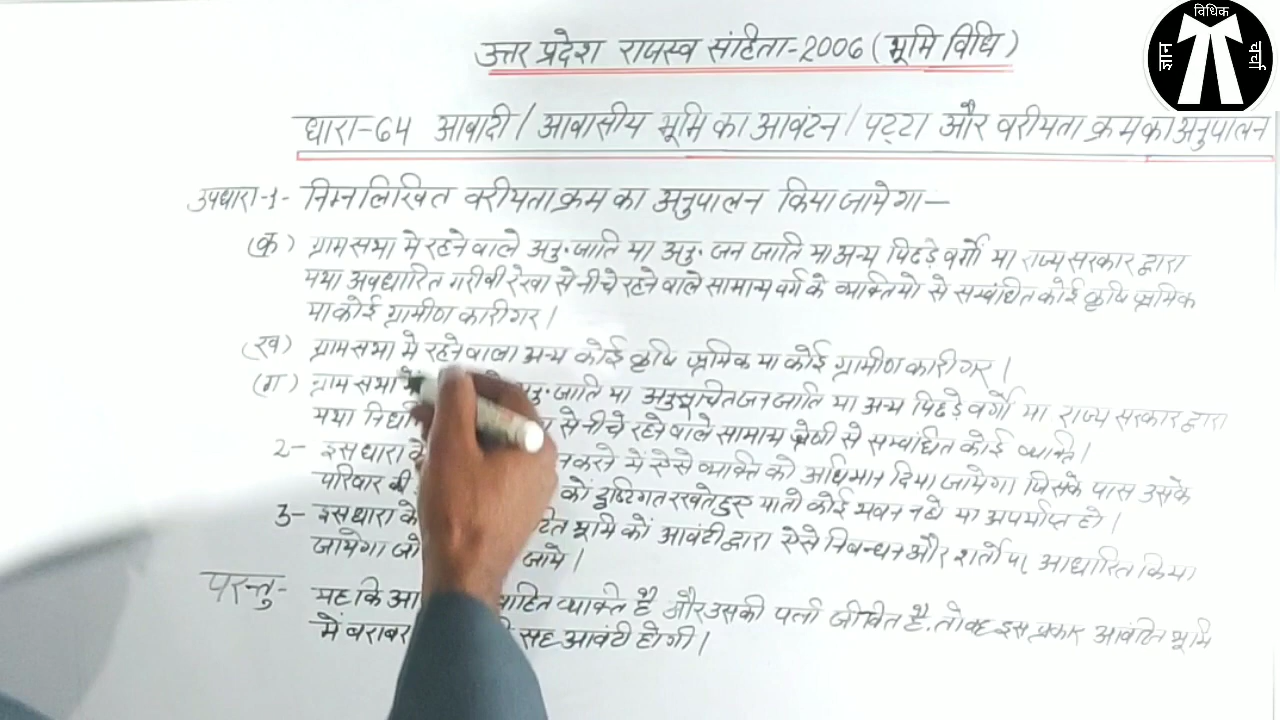 विधिक
ज्ञान
चर्चा
उत्तर प्रदेश राजस्व संहिता-2006 (भूमि विधि)
धारा-64 आबादी / आवासीय भूमि का आवंटन / पट्टा और वरीयता क्रम का अनुपालन
उपधारा-1- निम्नलिखित वरीयता क्रम का अनुपालन किया जायेगा—
(क) ग्राम सभा मे रहने वाले अनु. जाति या अनु. जन जाति या अन्य पिछड़े वर्गो या राज्य सरकार द्वारा
यथा अवधारित गरीबी रेखा से नीचे रहने वाले सामान्य वर्ग के व्यक्तियो से सम्बंधित कोई कृषि श्रमिक
या कोई ग्रामीण कारीगर।
(ख) ग्राम सभा मे रहने वाला अन्य कोई कृषि श्रमिक या कोई ग्रामीण कारीगर।
(ग) ग्राम सभा में अनु. जाति या अनुसूचित जन जाति या अन्य पिछड़े वर्गो या राज्य सरकार द्वारा
यथा से नीचे रहने वाले सामान्य श्रेणी से सम्बंधित कोई व्यक्ति।
2- इस धारा के करने में ऐसे व्यक्ति को अधिमान दिया जायेगा जिसके पास उसके
परिवार की को दृष्टिगत रखते हुए या तो कोई भवन न हो या अपर्याप्त हो।
3- इस धारा के भूमि को आवंटी द्वारा ऐसे निबन्धन और शर्तो पर आधारित किया
जायेगा जो जाये।
परन्तु- यह कि व्यक्ति है और उसकी पत्नी जीवित है. तो वह इस प्रकार आवंटित भूमि
में बराबर सह आवंटी होगी।